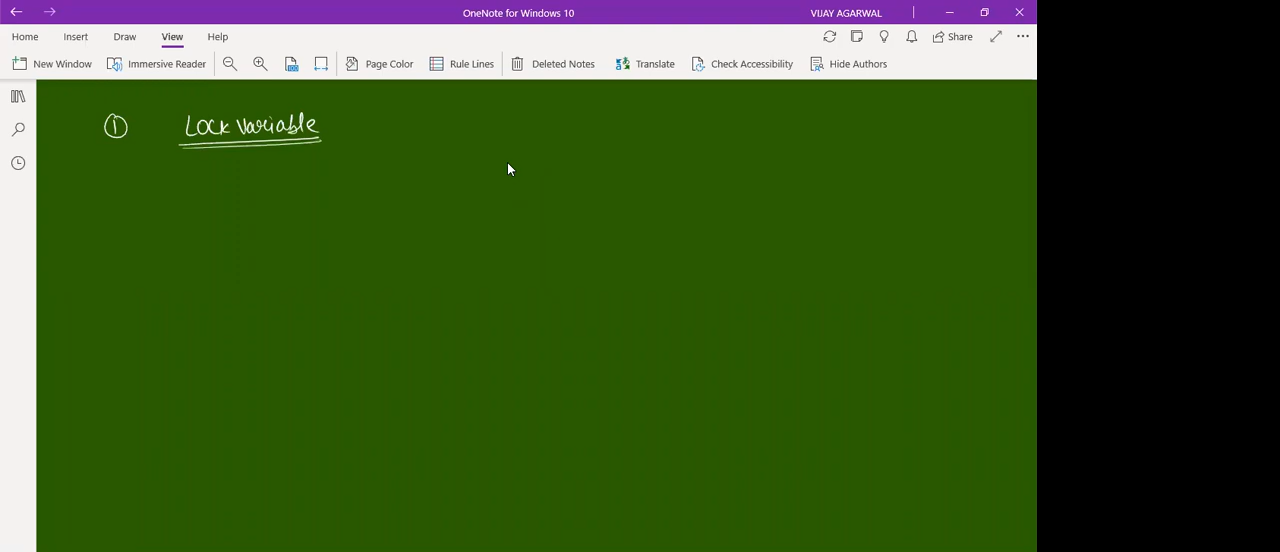 OneNote for Windows 10
VIJAY AGARWAL
Home Insert Draw View Help
Share
New Window Immersive Reader Page Color Rule Lines Deleted Notes Translate Check Accessibility Hide Authors
① Lock Variable